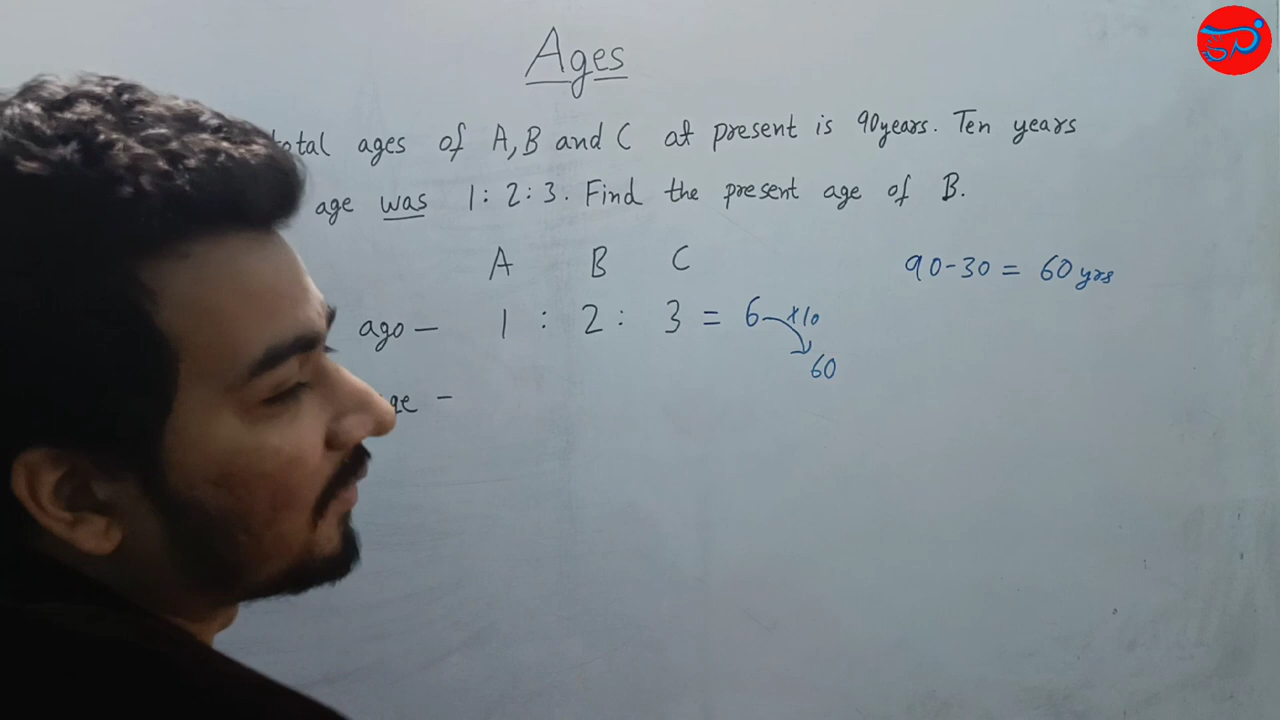 Ages
total ages of A, B and C at present is 90years. Ten years
age was 1 : 2 : 3. Find the present age of B.
A B C
90-30 = 60 yrs
ago — 1 : 2 : 3 = 6 ×10
60
age -